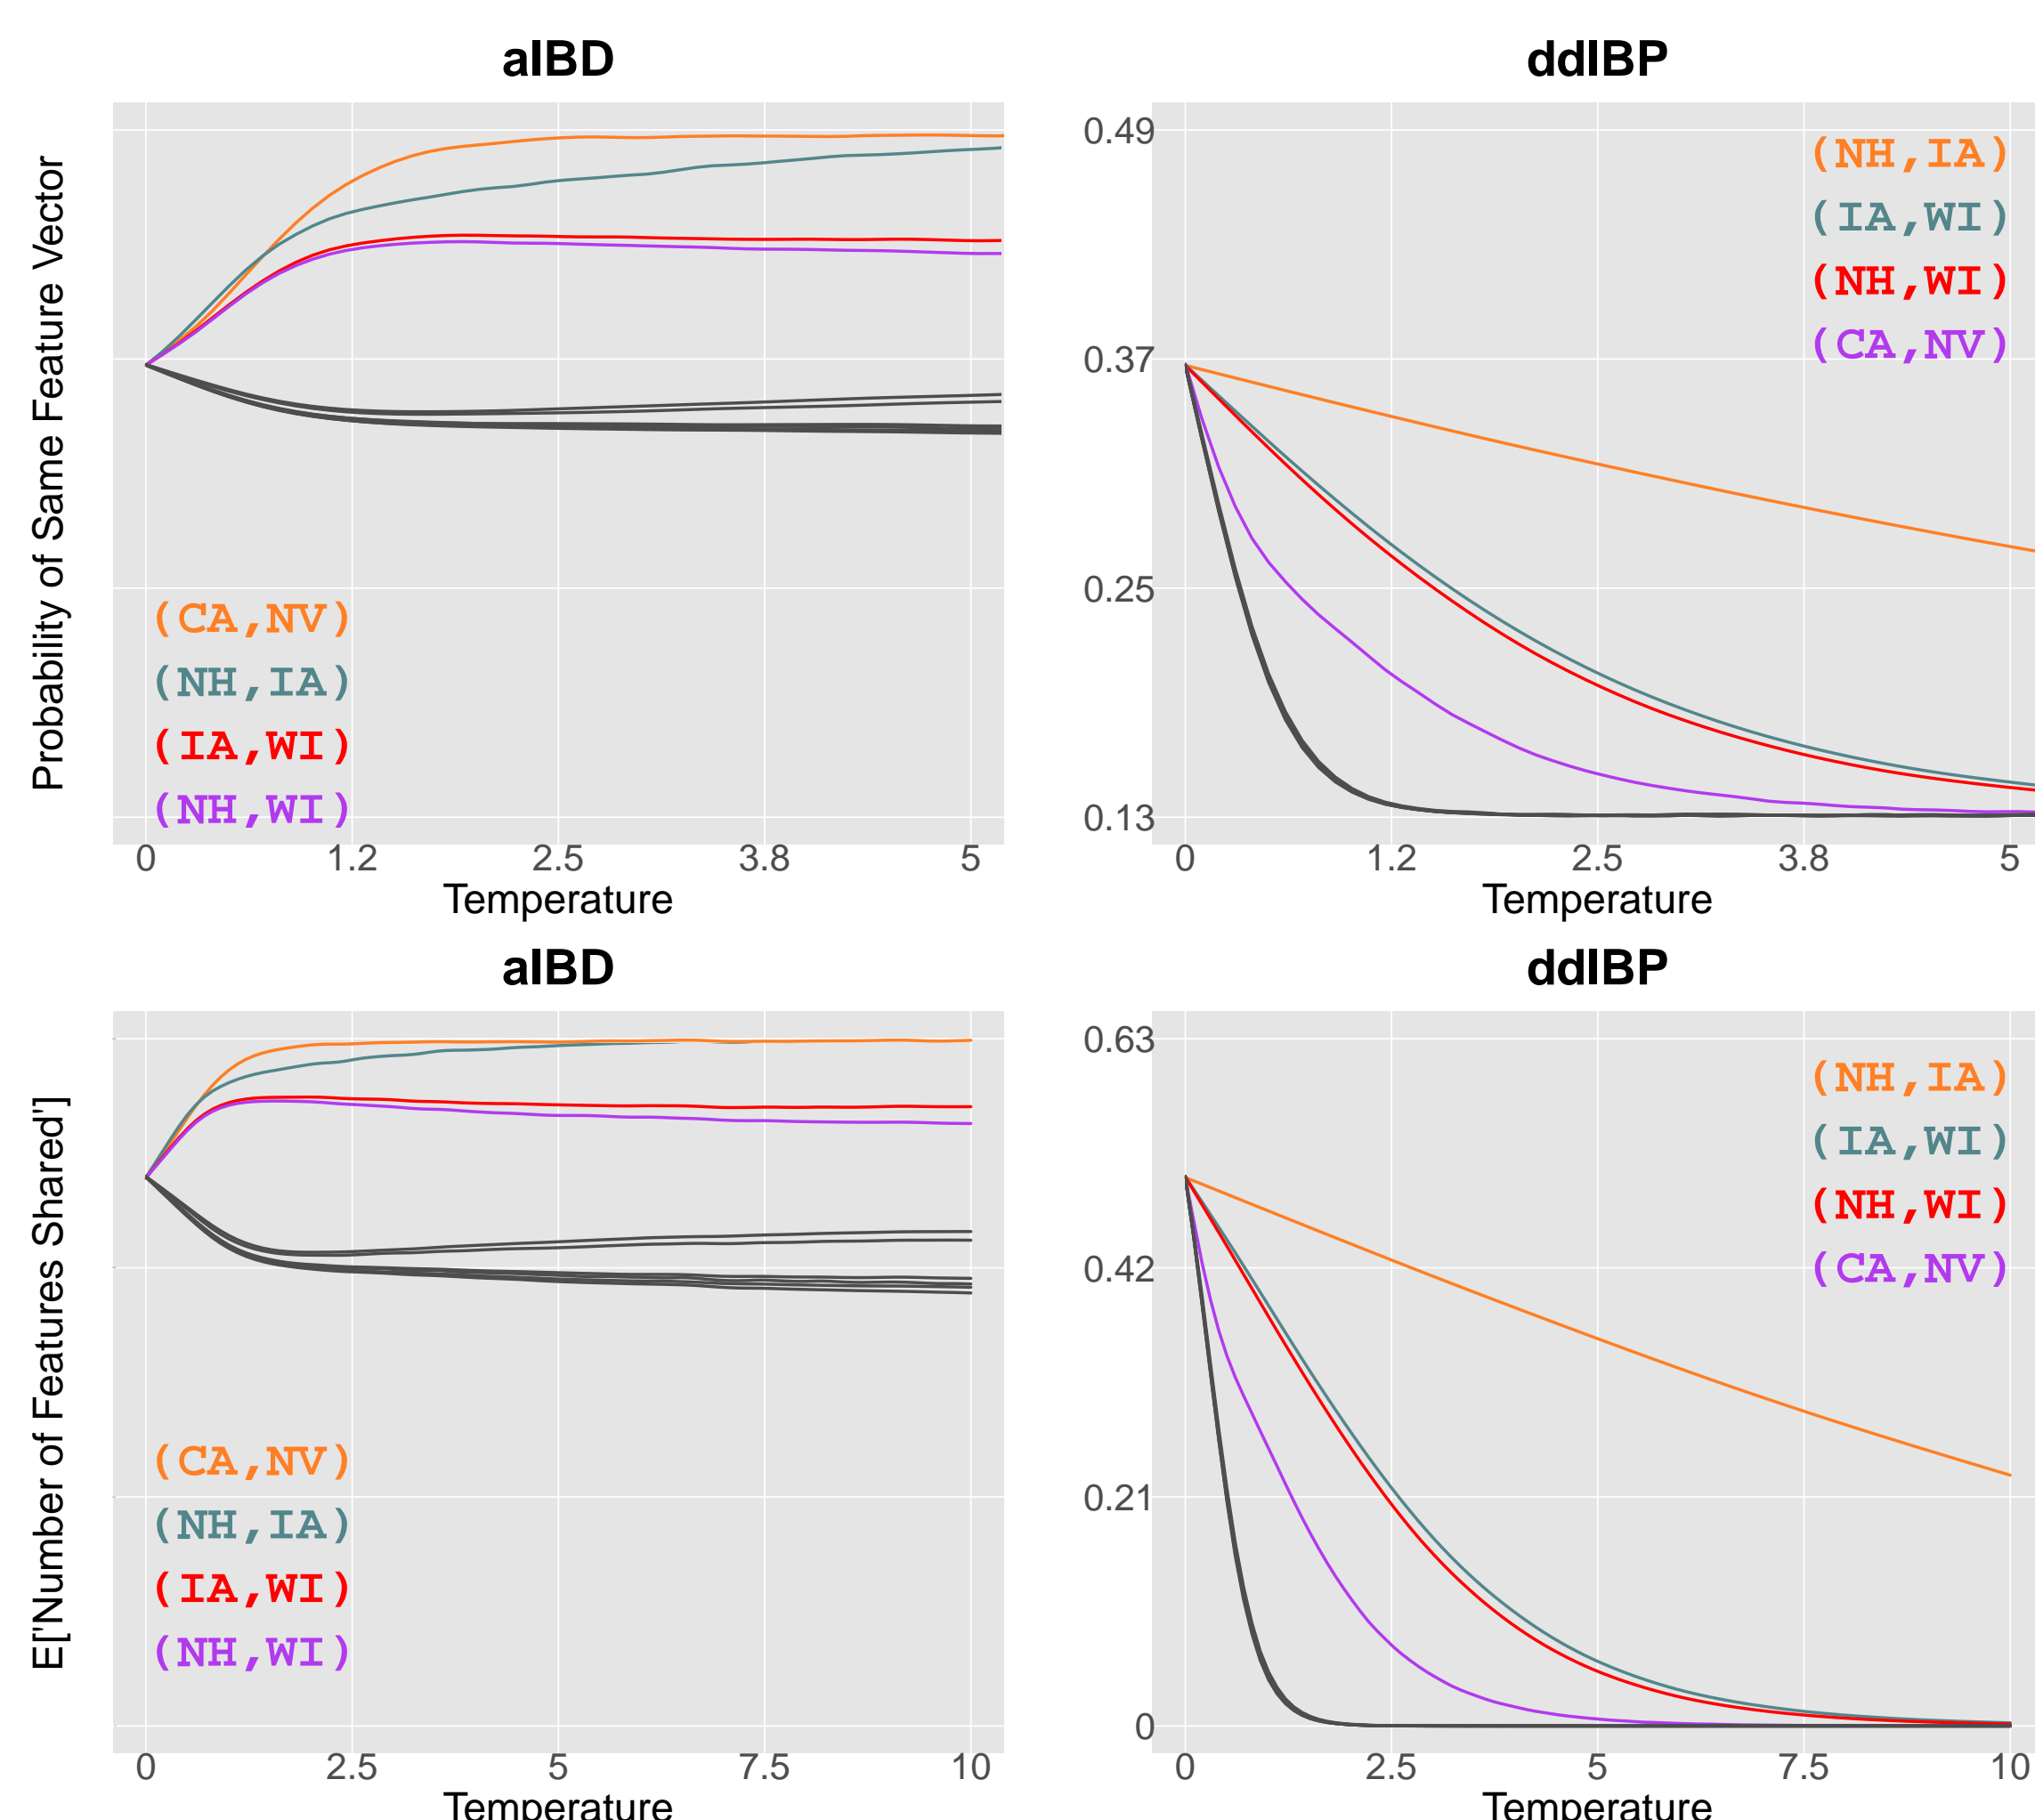 aIBD
ddIBP
Probability of Same Feature Vector
(CA,NV)
(NH,IA)
(IA,WI)
(NH,WI)
0 1.2 2.5 3.8 5
Temperature
0.49
0.37
0.25
0.13
(NH,IA)
(IA,WI)
(NH,WI)
(CA,NV)
0 1.2 2.5 3.8 5
Temperature
aIBD
ddIBP
E['Number of Features Shared']
(CA,NV)
(NH,IA)
(IA,WI)
(NH,WI)
0 2.5 5 7.5 10
Temperature
0.63
0.42
0.21
0
(NH,IA)
(IA,WI)
(NH,WI)
(CA,NV)
0 2.5 5 7.5 10
Temperature